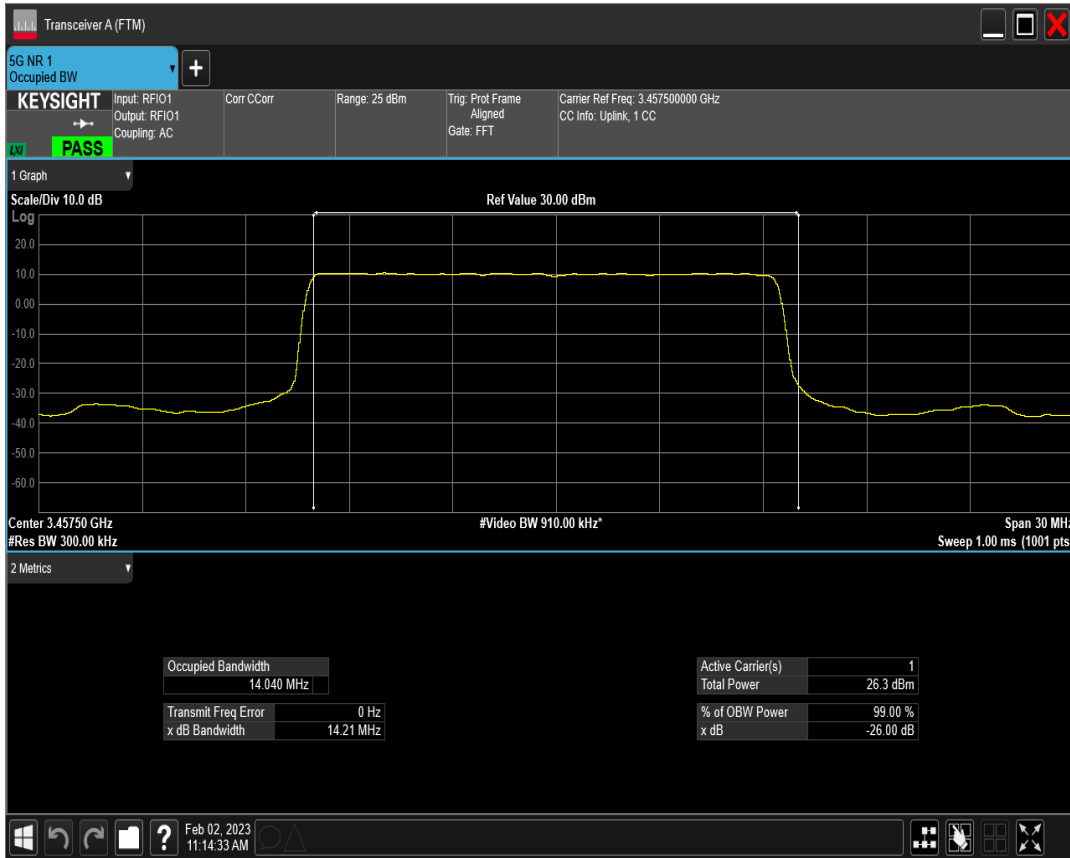 Transceiver A (FTM)
5G NR 1
Occupied BW
+
KEYSIGHT
LXI
PASS
Input: RFIO1
Output: RFIO1
Coupling: AC
Corr CCorr
Range: 25 dBm
Trig: Prot Frame
Aligned
Gate: FFT
Carrier Ref Freq: 3.457500000 GHz
CC Info: Uplink, 1 CC
1 Graph
Scale/Div 10.0 dB
Ref Value 30.00 dBm
Log
20.0
10.0
0.00
-10.0
-20.0
-30.0
-40.0
-50.0
-60.0
Center 3.45750 GHz
#Video BW 910.00 kHz*
Span 30 MHz
#Res BW 300.00 kHz
Sweep 1.00 ms (1001 pts
2 Metrics
Occupied Bandwidth
14.040 MHz
Transmit Freq Error 0 Hz
x dB Bandwidth 14.21 MHz
Active Carrier(s) 1
Total Power 26.3 dBm
% of OBW Power 99.00 %
x dB -26.00 dB
?
Feb 02, 2023
11:14:33 AM